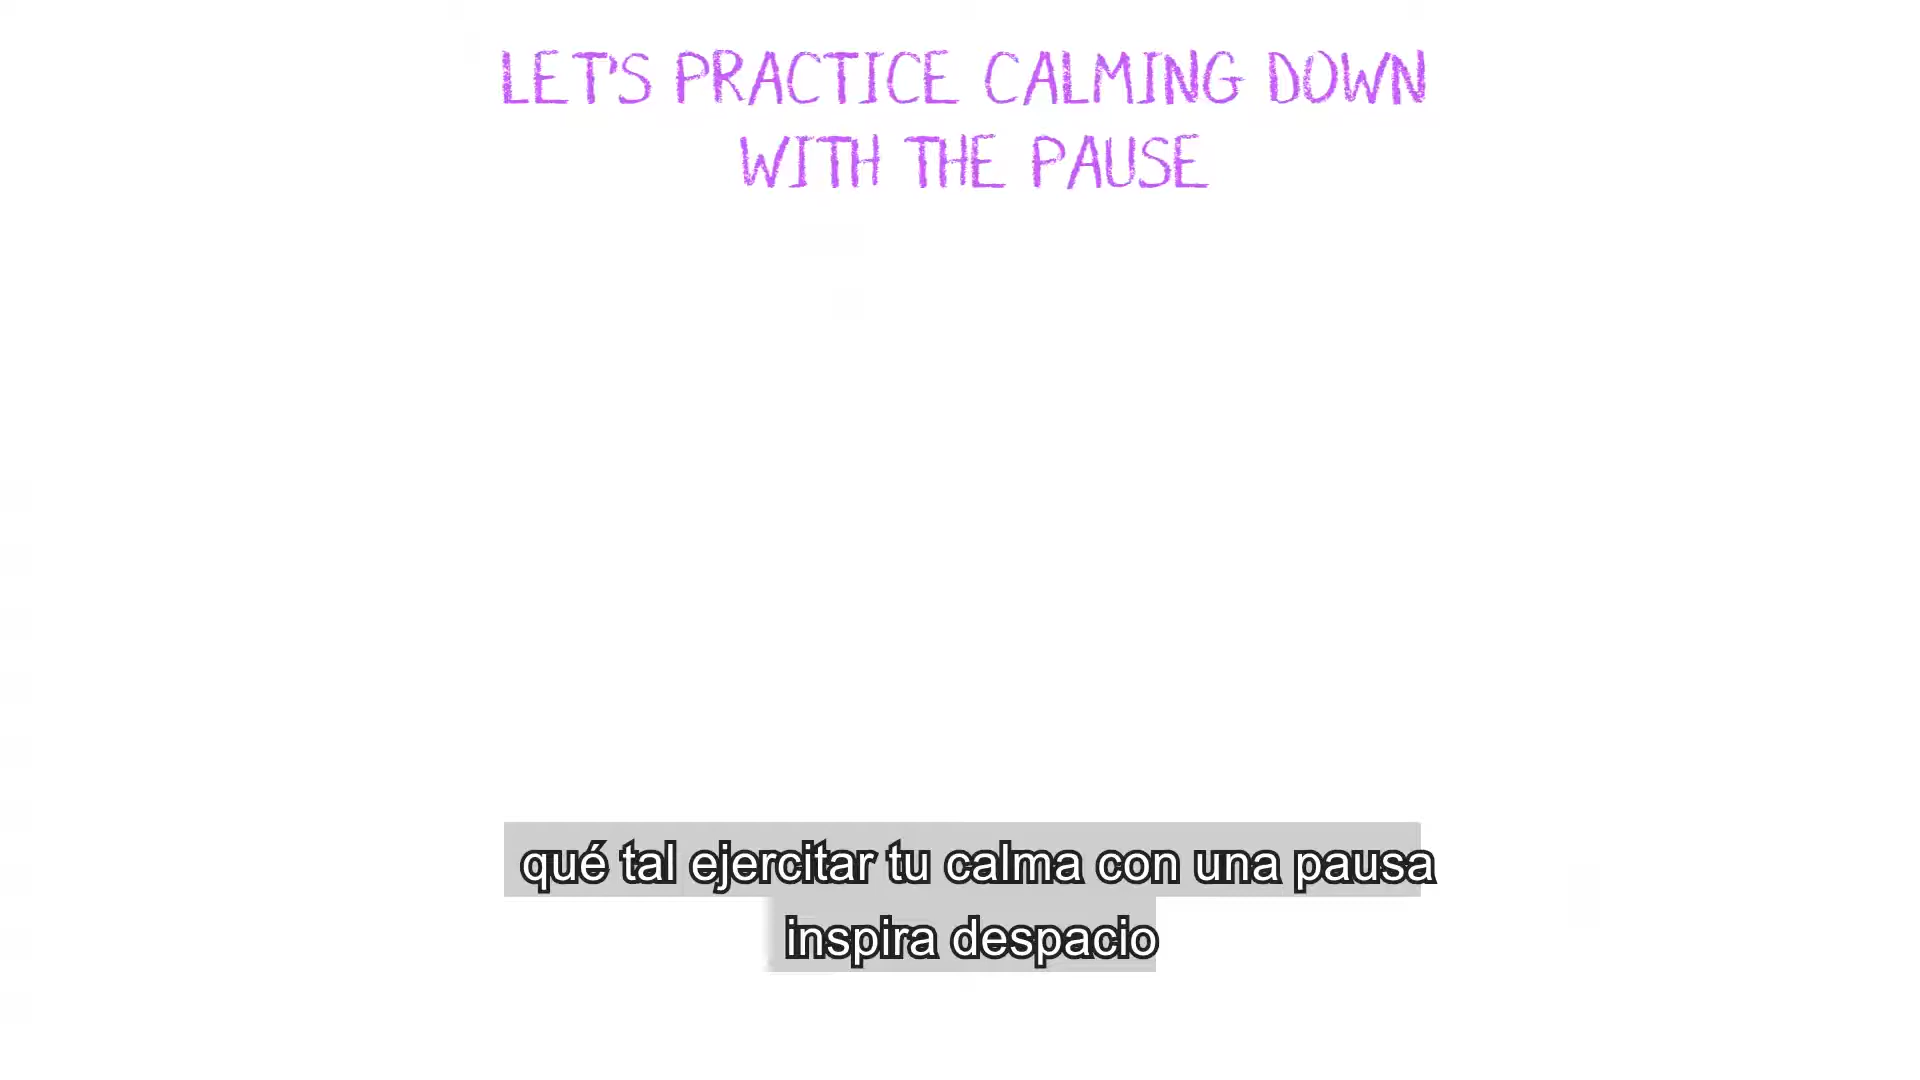 LET'S PRACTICE CALMING DOWN
WITH THE PAUSE
qué tal ejercitar tu calma con una pausa
inspira despacio